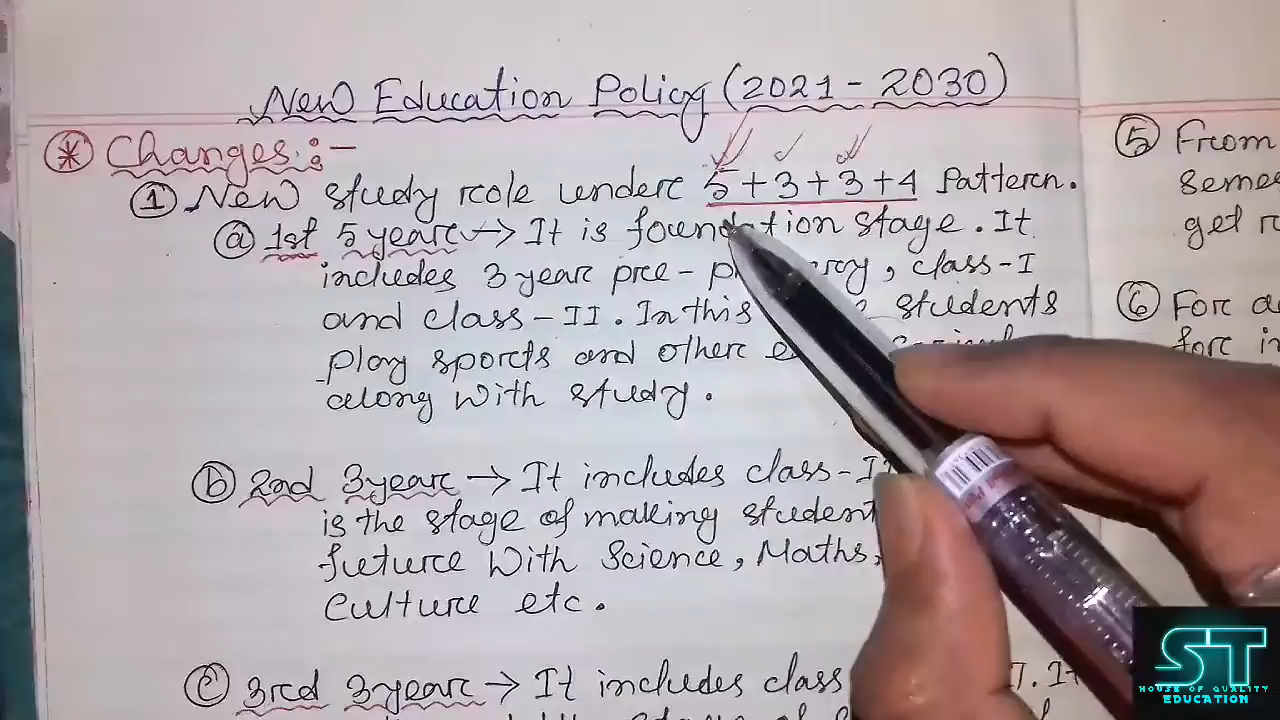 New Education Policy (2021-2030)
* Changes:-
① New study role under 5+3+3+4 Pattern.
ⓐ 1st 5 year → It is foundation stage. It
includes 3 year pre-, class-I
and class-II. In this students
play sports and other
along with study.
ⓑ 2nd 3 year → It includes class-
is the stage of making student
future with Science, Maths,
culture etc.
ⓒ 3rd 3 year → It includes class 7. It
⑤ From
seme
get r
⑥ For a
for i
ST
HOUSE OF QUALITY
EDUCATION